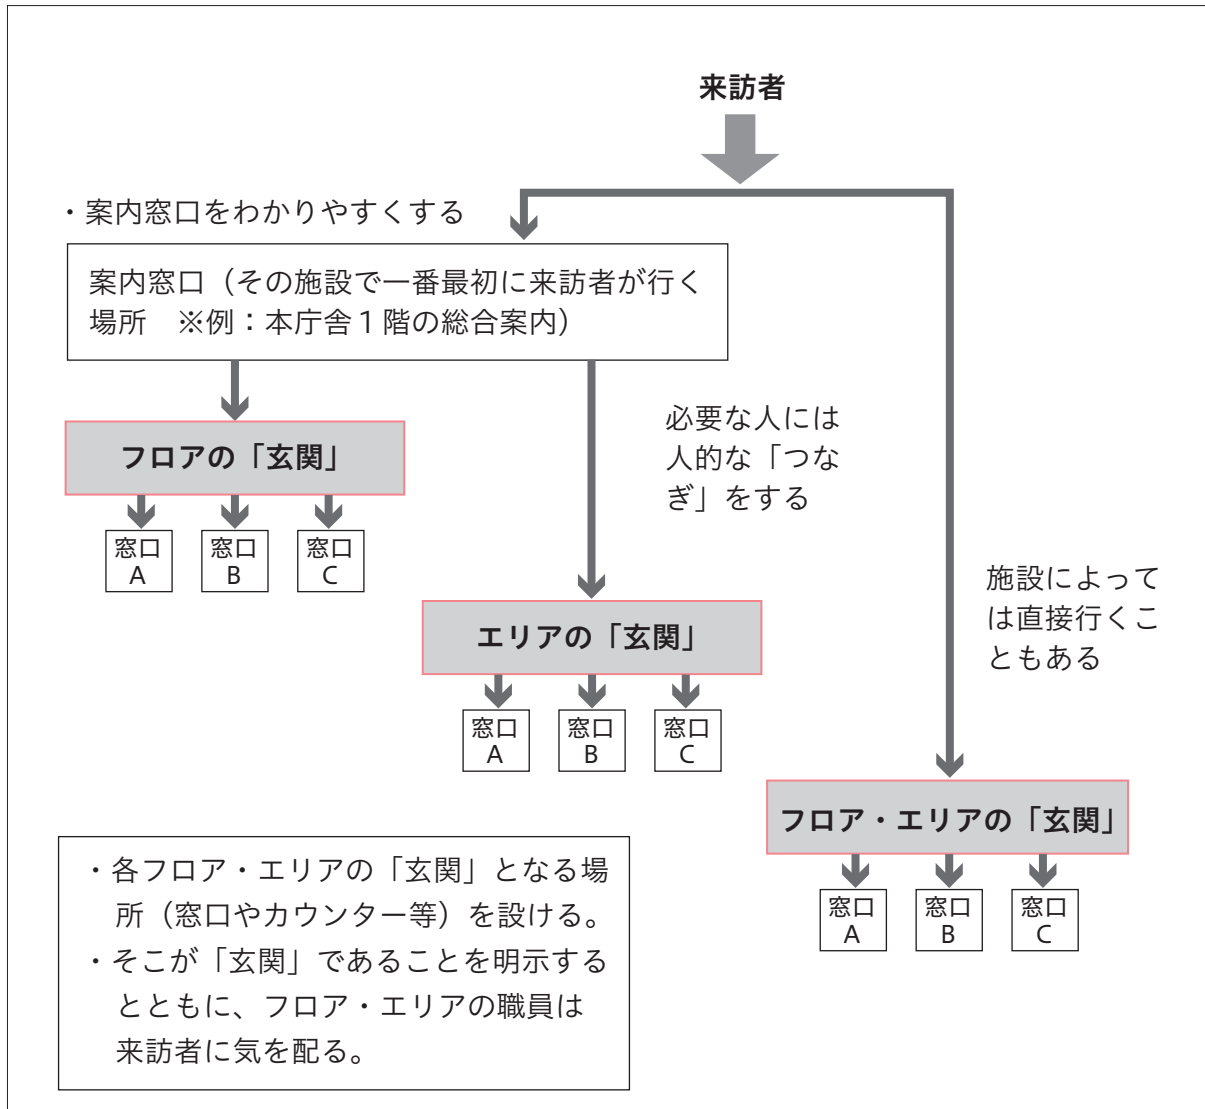 来訪者
・案内窓口をわかりやすくする
案内窓口（その施設で一番最初に来訪者が行く
場所　※例：本庁舎１階の総合案内）
必要な人には
人的な「つな
ぎ」をする
フロアの「玄関」
窓口
A
窓口
B
窓口
C
施設によって
は直接行くこ
ともある
エリアの「玄関」
窓口
A
窓口
B
窓口
C
フロア・エリアの「玄関」
窓口
A
窓口
B
窓口
C
・各フロア・エリアの「玄関」となる場
所（窓口やカウンター等）を設ける。
・そこが「玄関」であることを明示する
とともに、フロア・エリアの職員は
来訪者に気を配る。